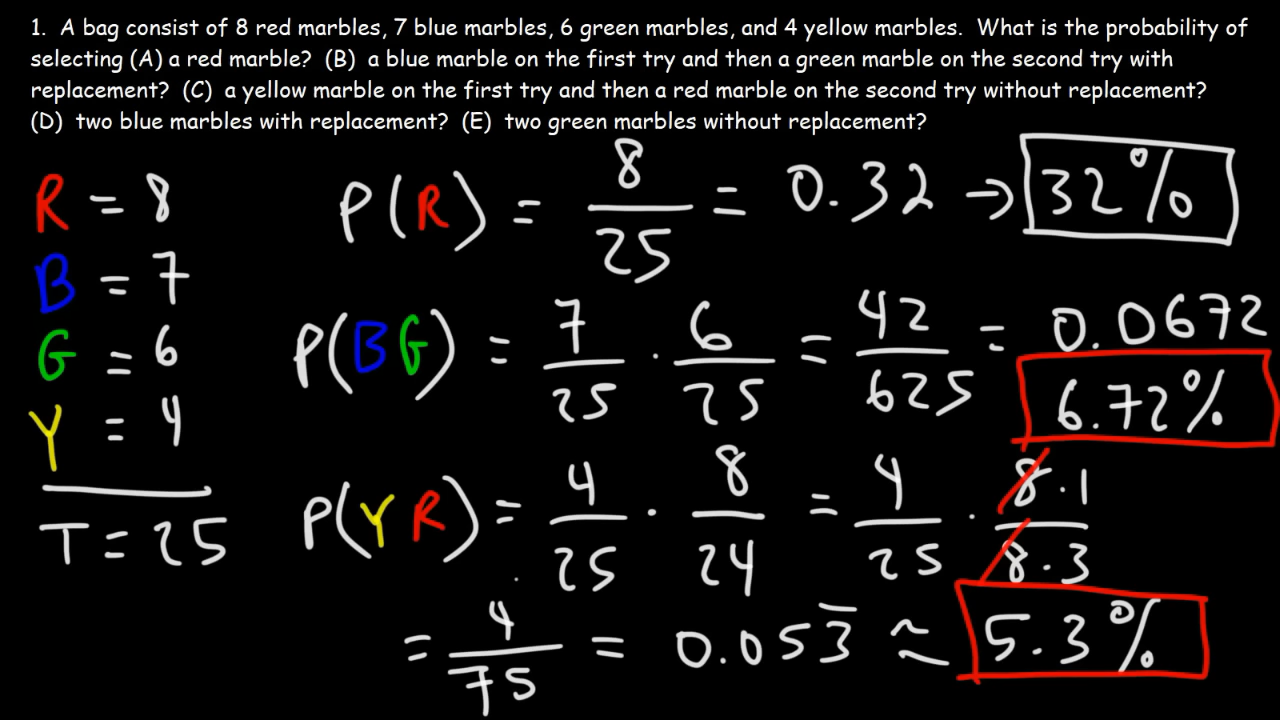 1. A bag consist of 8 red marbles, 7 blue marbles, 6 green marbles, and 4 yellow marbles. What is the probability of
selecting (A) a red marble? (B) a blue marble on the first try and then a green marble on the second try with
replacement? (C) a yellow marble on the first try and then a red marble on the second try without replacement?
(D) two blue marbles with replacement? (E) two green marbles without replacement?
R = 8
B = 7
G = 6
Y = 4
T = 25
P(R) = 8/25 = 0.32 → 32%
P(BG) = 7/25 · 6/25 = 42/625 = 0.0672
6.72%
P(YR) = 4/25 · 8/24 = 4/25 · 8·1/8·3
= 4/75 = 0.053̅ ≈ 5.3%